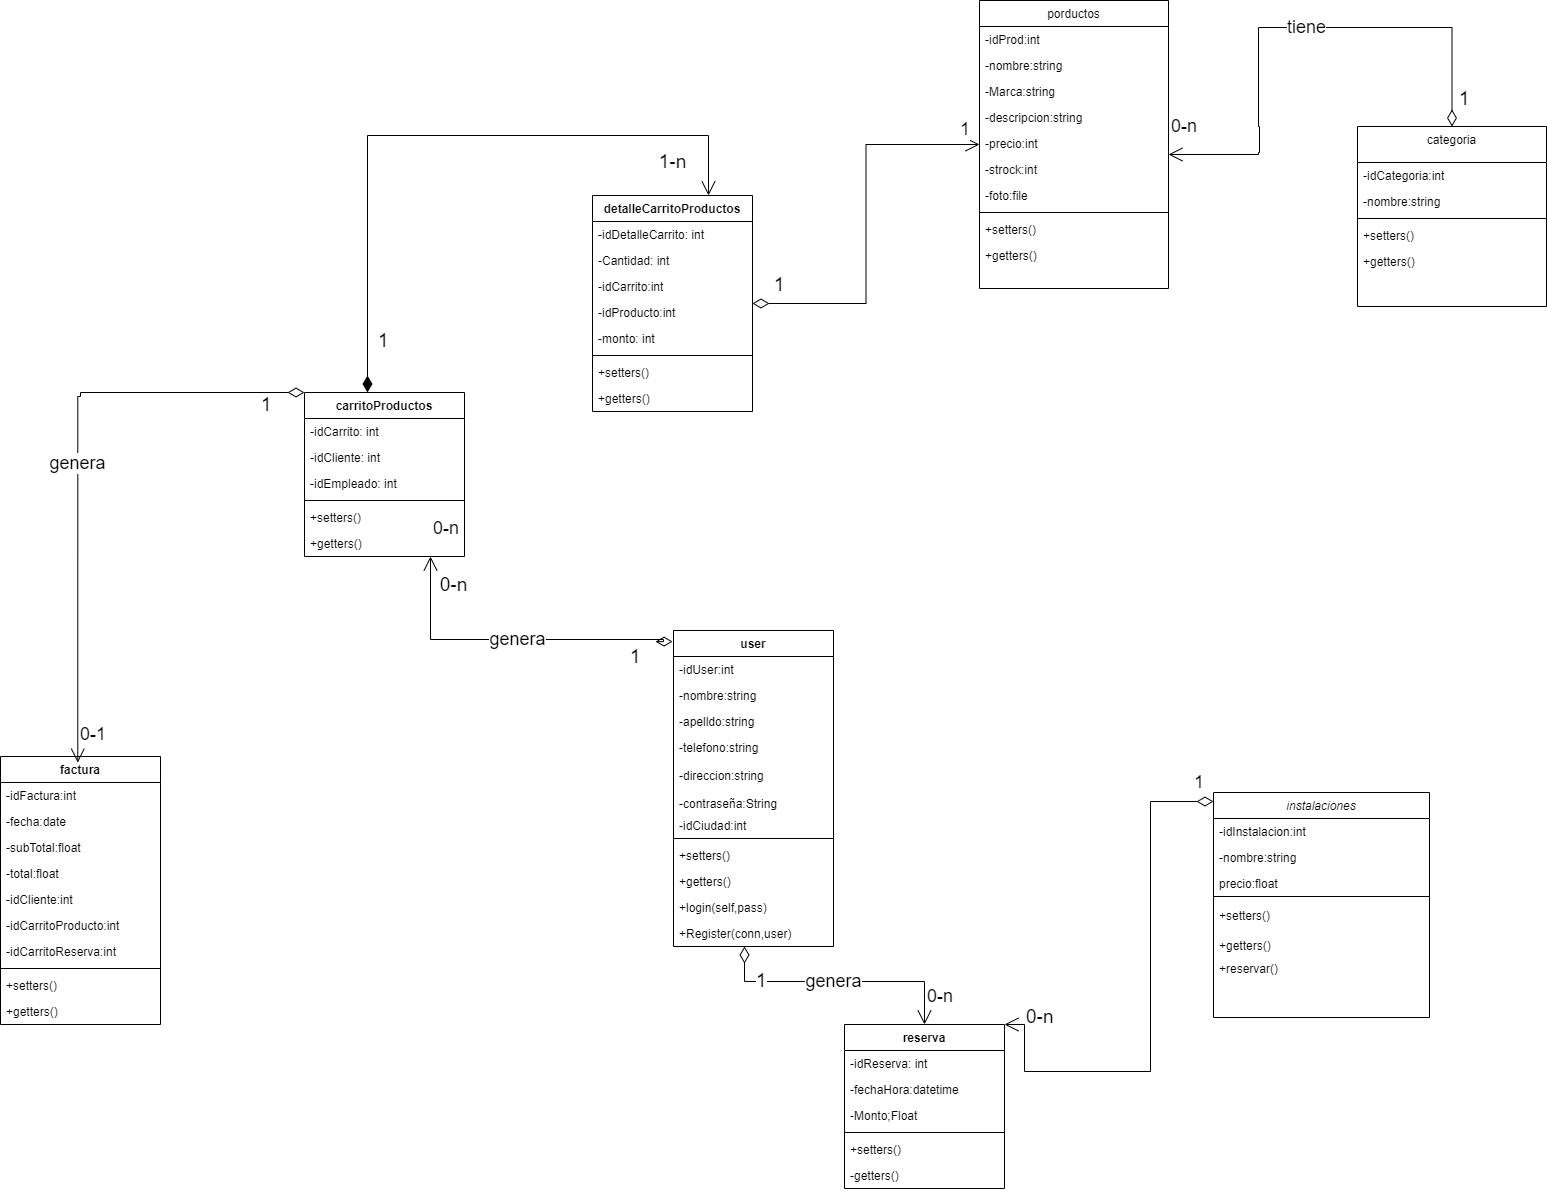 porductos
-idProd:int
-nombre:string
-Marca:string
-descripcion:string
-precio:int
-strock:int
-foto:file
+setters()
+getters()
tiene
1
0-n
categoria
-idCategoria:int
-nombre:string
+setters()
+getters()
1
1-n
detalleCarritoProductos
-idDetalleCarrito: int
-Cantidad: int
-idCarrito:int
-idProducto:int
-monto: int
+setters()
+getters()
1
1
1
carritoProductos
-idCarrito: int
-idCliente: int
-idEmpleado: int
+setters()
+getters()
0-n
0-n
genera
0-1
factura
-idFactura:int
-fecha:date
-subTotal:float
-total:float
-idCliente:int
-idCarritoProducto:int
-idCarritoReserva:int
+setters()
+getters()
genera
1
user
-idUser:int
-nombre:string
-apelldo:string
-telefono:string
-direccion:string
-contraseña:String
-idCiudad:int
+setters()
+getters()
+login(self,pass)
+Register(conn,user)
1
genera
0-n
1
instalaciones
-idInstalacion:int
-nombre:string
precio:float
+setters()
+getters()
+reservar()
0-n
reserva
-idReserva: int
-fechaHora:datetime
-Monto;Float
+setters()
-getters()